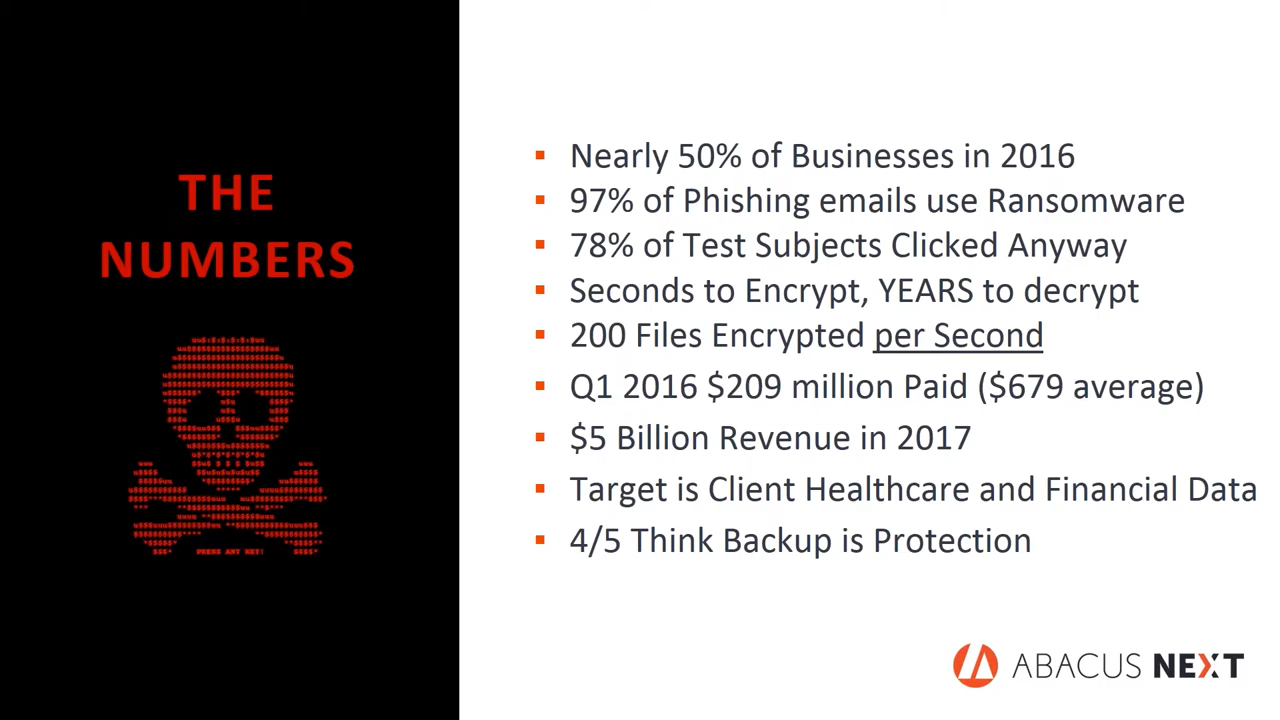 THE
NUMBERS
PRESS ANY KEY!
Nearly 50% of Businesses in 2016
97% of Phishing emails use Ransomware
78% of Test Subjects Clicked Anyway
Seconds to Encrypt, YEARS to decrypt
200 Files Encrypted per Second
Q1 2016 $209 million Paid ($679 average)
$5 Billion Revenue in 2017
Target is Client Healthcare and Financial Data
4/5 Think Backup is Protection
ABACUS NEXT